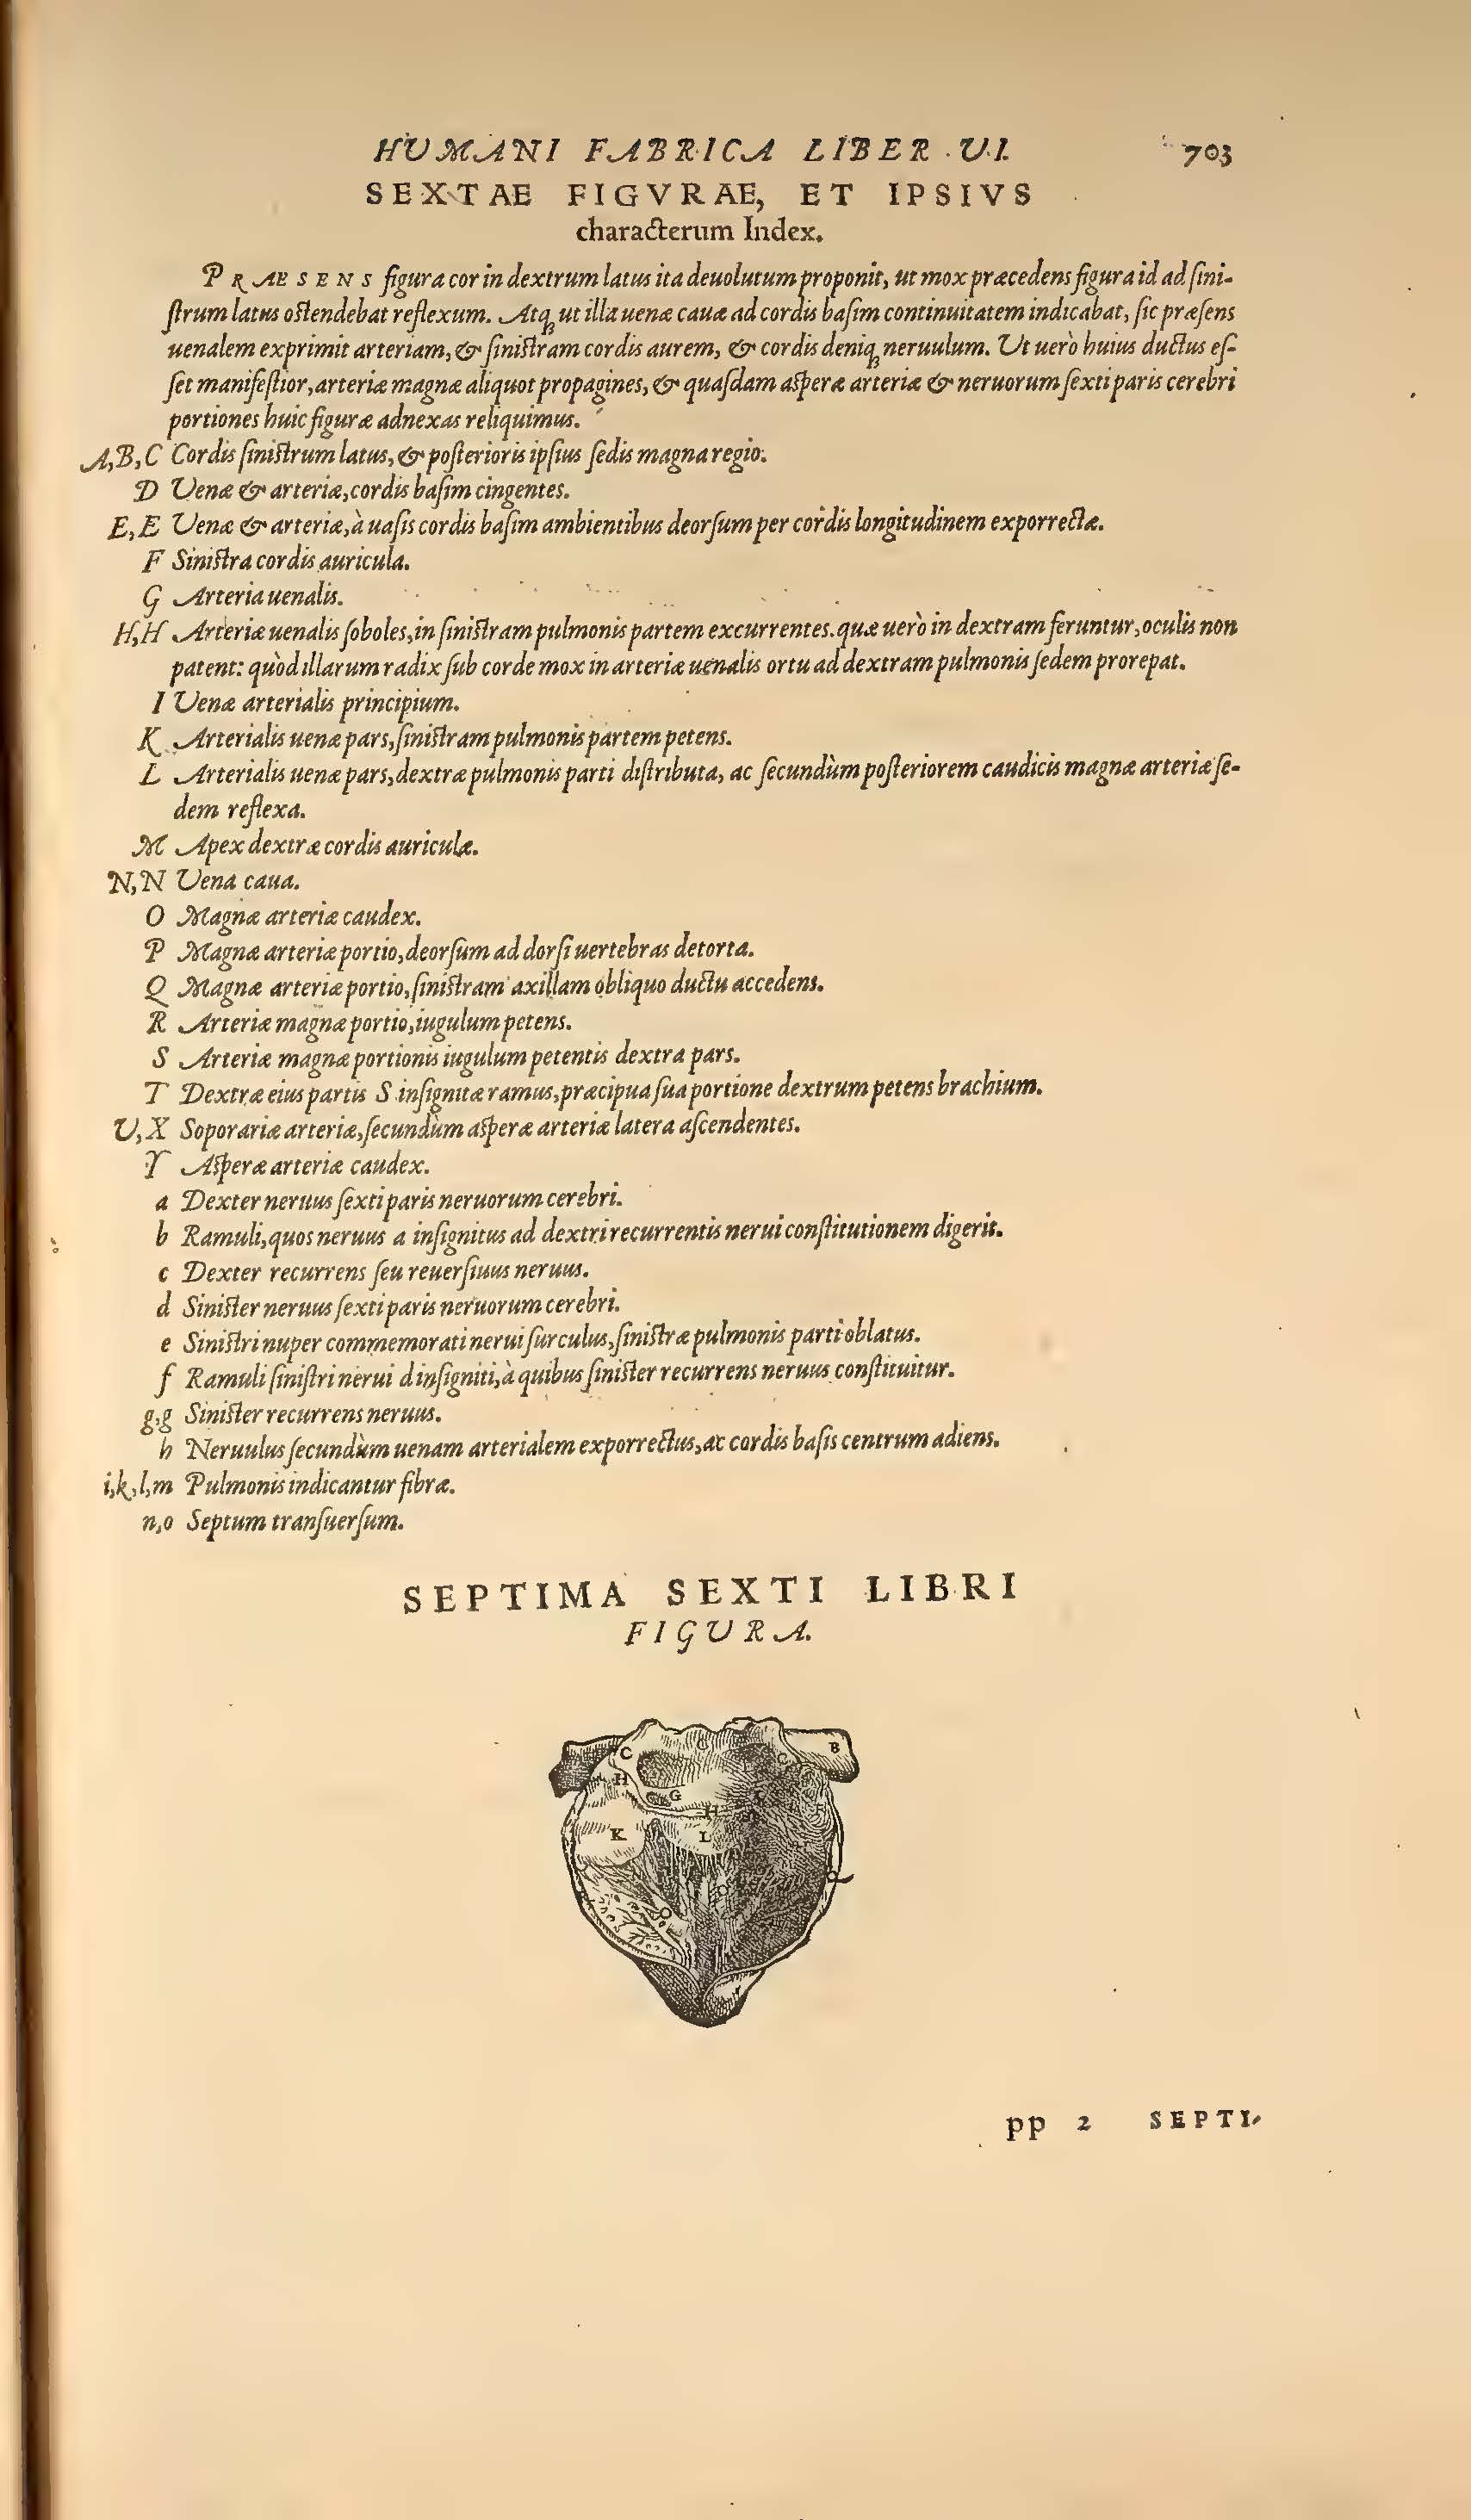 HUMANI FABRICA LIBER VI. 703
SEXTAE FIGVRAE, ET IPSIVS
characterum Index.
PRAESENS figura cor in dextrum latus ita deuolutum proponit, ut mox præcedens figura id ad ſini-
ſtrum latus oſtendebat reflexum. Atq; ut illa uenæ cauæ ad cordis baſim continuitatem indicabat, ſic præſens
uenalem exprimit arteriam, & ſiniſtram cordis aurem, & cordis deniq; neruulum. Ut uerò huius ductus eſ-
ſet manifeſtior, arteriæ magnæ aliquot propagines, & quaſdam aſperæ arteriæ & neruorum ſexti paris cerebri
portiones huic figuræ adnexas reliquimus.
A,B,C Cordis ſiniſtrum latus, & poſterioris ipſius ſedis magna regio.
D Uenæ & arteriæ, cordis baſim cingentes.
E,E Uenæ & arteriæ, à uaſis cordis baſim ambientibus deorſum per cordis longitudinem exporrectæ.
F Siniſtra cordis auricula.
G Arteria uenalis.
H,H Arteriæ uenalis ſoboles, in ſiniſtram pulmonis partem excurrentes. quæ uerò in dextram feruntur, oculis non
patent: quòd illarum radix ſub corde mox in arteriæ uenalis ortu ad dextram pulmonis ſedem prorepat.
I Uenæ arterialis principium.
K Arterialis uenæ pars, ſiniſtram pulmonis partem petens.
L Arterialis uenæ pars, dextræ pulmonis parti diſtributa, ac ſecundùm poſteriorem caudicis magnæ arteriæ ſe-
dem reflexa.
M Apex dextræ cordis auriculæ.
N,N Uena caua.
O Magnæ arteriæ caudex.
P Magnæ arteriæ portio, deorſum ad dorſi uertebras detorta.
Q Magnæ arteriæ portio, ſiniſtram axillam obliquo ductu accedens.
R Arteriæ magnæ portio, iugulum petens.
S Arteriæ magnæ portionis iugulum petentis dextra pars.
T Dextræ eius partis S inſignitæ ramus, præcipua ſua portione dextrum petens brachium.
U,X Soporariæ arteriæ, ſecundùm aſperæ arteriæ latera aſcendentes.
Y Aſperæ arteriæ caudex.
a Dexter neruus ſexti paris neruorum cerebri.
b Ramuli, quos neruus a inſignitus ad dextri recurrentis nerui conſtitutionem digerit.
c Dexter recurrens ſeu reuerſiuus neruus.
d Siniſter neruus ſexti paris neruorum cerebri.
e Siniſtri nuper commemorati nerui ſurculus, ſiniſtræ pulmonis parti oblatus.
f Ramuli ſiniſtri nerui d inſigniti, à quibus ſiniſter recurrens neruus conſtituitur.
g,g Siniſter recurrens neruus.
h Neruulus ſecundùm uenam arterialem exporrectus, ac cordis baſis centrum adiens.
i,k,l,m Pulmonis indicantur fibræ.
n,o Septum tranſuerſum.
SEPTIMA SEXTI LIBRI
FIGURA.
C C C B
H G H
K L
O O
pp 2 SEPTI-